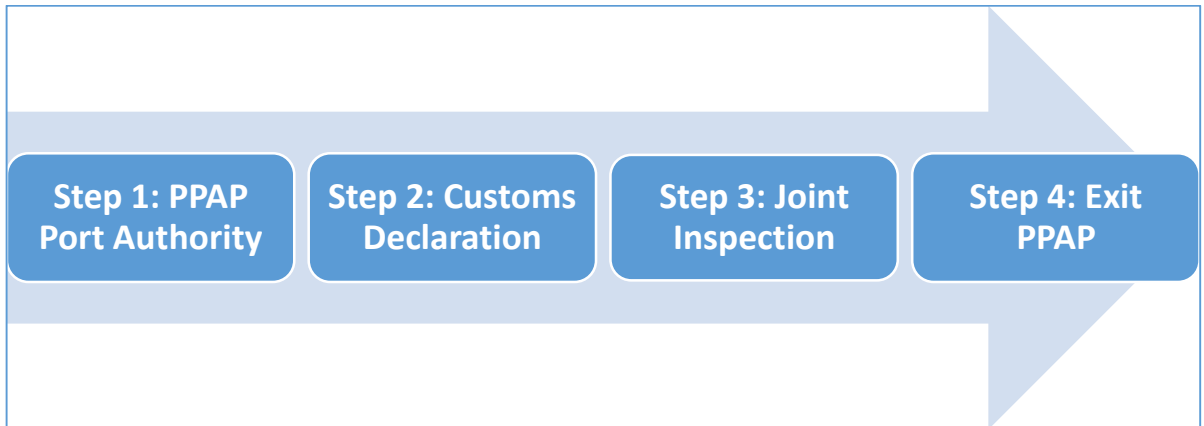 Step 1: PPAP
Port Authority
Step 2: Customs
Declaration
Step 3: Joint
Inspection
Step 4: Exit
PPAP